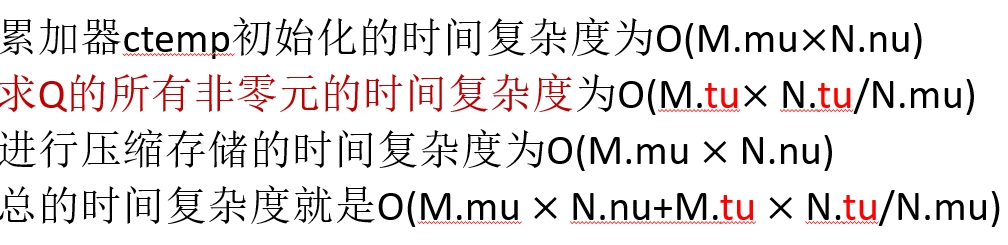 累加器ctemp初始化的时间复杂度为O(M.mu×N.nu)
求Q的所有非零元的时间复杂度为O(M.tu× N.tu/N.mu)
进行压缩存储的时间复杂度为O(M.mu × N.nu)
总的时间复杂度就是O(M.mu × N.nu+M.tu × N.tu/N.mu)